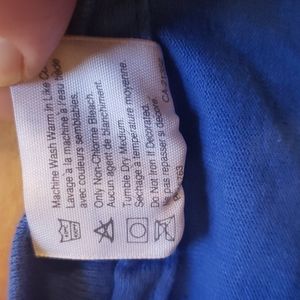 Machine Wash Warm in Like Co
Lavage à la machine à l'eau tiède
avec couleurs semblables.
Only Non-Chlorine Bleach
Aucun agent de blanchiment.
Tumble Dry Medium
Séchage à température moyenne.
Do Not Iron If Decorated.
pas repasser si décoré.
CA